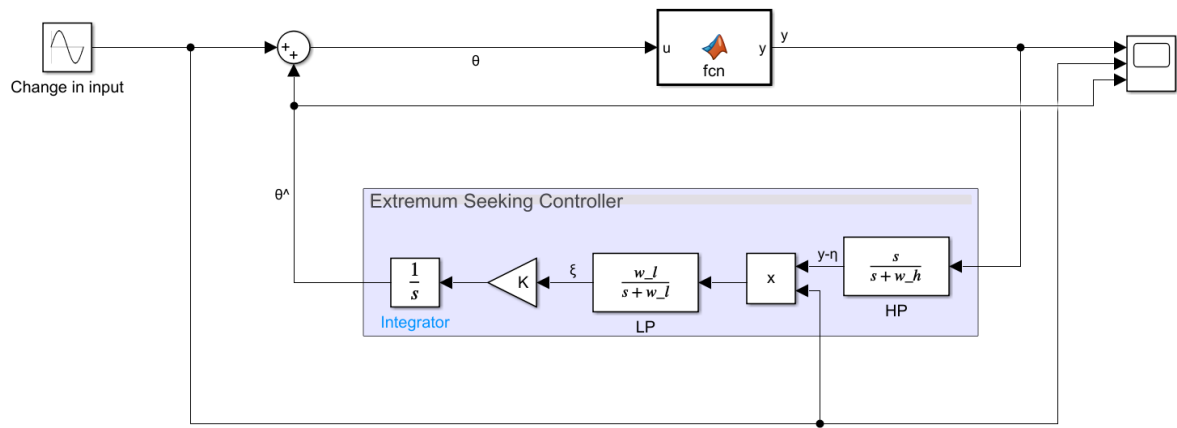 Change in input
+
+
θ
u
y
fcn
y
θ^
Extremum Seeking Controller
1
s
Integrator
K
ξ
w_l
s + w_l
LP
x
y-η
s
s + w_h
HP